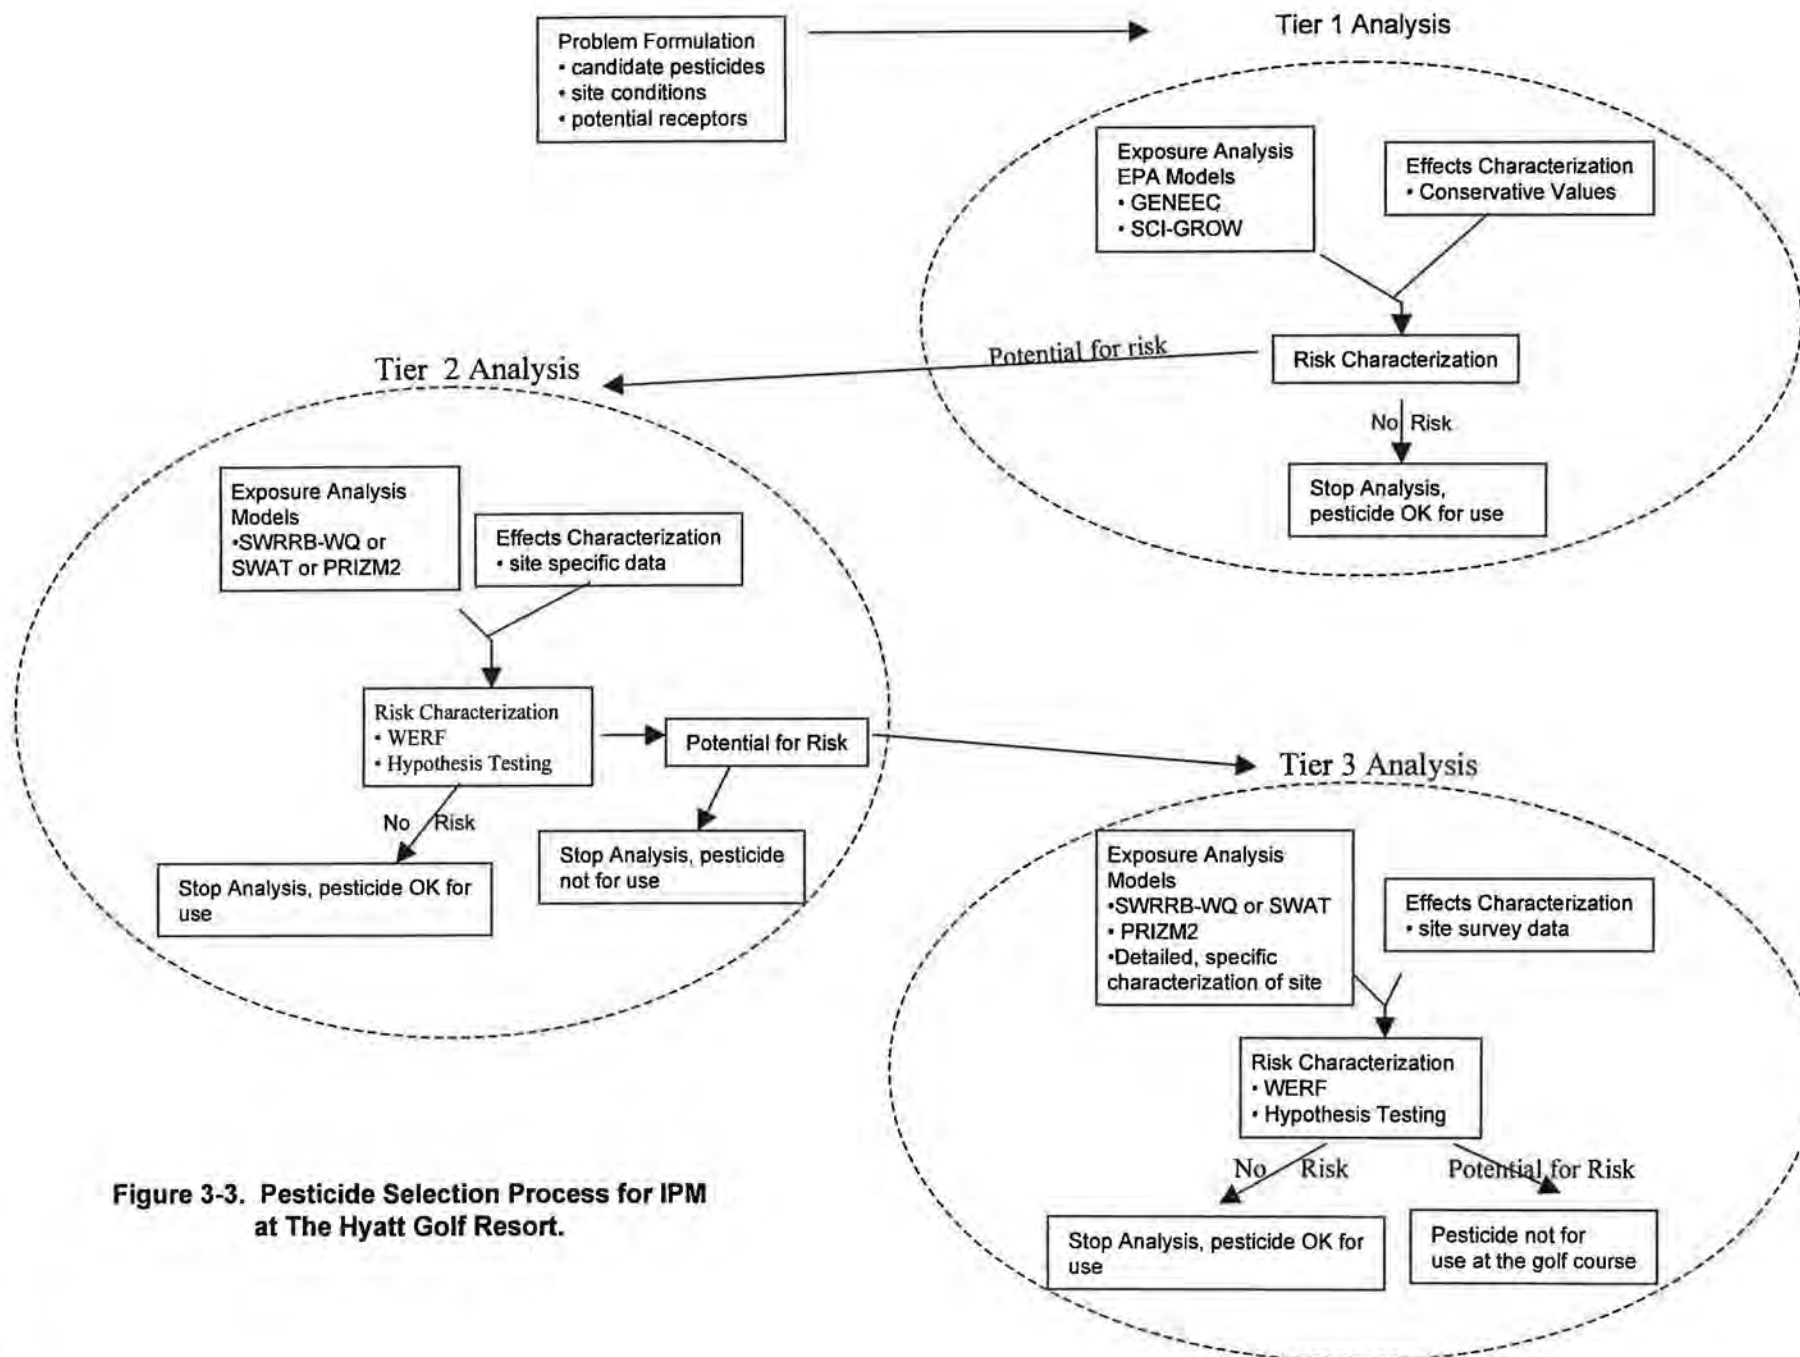 Problem Formulation
• candidate pesticides
• site conditions
• potential receptors
Tier 1 Analysis
Exposure Analysis
EPA Models
• GENEEC
• SCI-GROW
Effects Characterization
• Conservative Values
Risk Characterization
Potential for risk
No Risk
Stop Analysis,
pesticide OK for use
Tier 2 Analysis
Exposure Analysis
Models
•SWRRB-WQ or
SWAT or PRIZM2
Effects Characterization
• site specific data
Risk Characterization
• WERF
• Hypothesis Testing
Potential for Risk
No Risk
Stop Analysis, pesticide OK for
use
Stop Analysis, pesticide
not for use
Tier 3 Analysis
Exposure Analysis
Models
•SWRRB-WQ or SWAT
• PRIZM2
•Detailed, specific
characterization of site
Effects Characterization
• site survey data
Risk Characterization
• WERF
• Hypothesis Testing
No Risk
Potential for Risk
Stop Analysis, pesticide OK for
use
Pesticide not for
use at the golf course
Figure 3-3. Pesticide Selection Process for IPM
at The Hyatt Golf Resort.